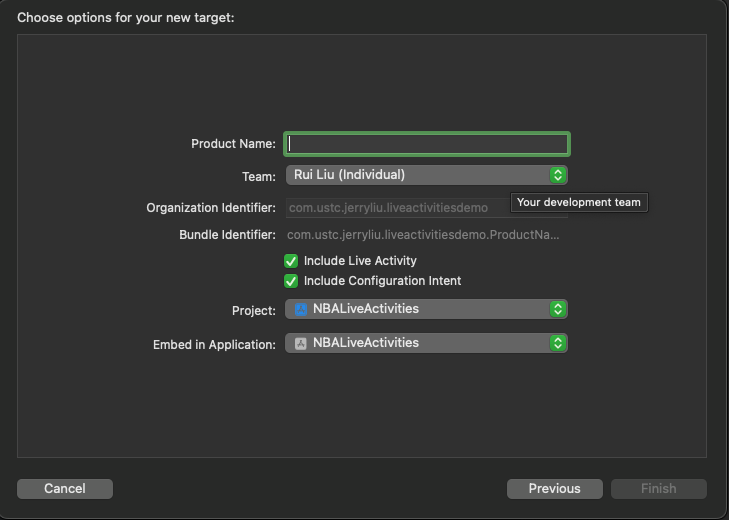 Choose options for your new target:
Product Name:
Team: Rui Liu (Individual)
Organization Identifier: com.ustc.jerryliu.liveactivitiesdemo
Your development team
Bundle Identifier: com.ustc.jerryliu.liveactivitiesdemo.ProductNa...
Include Live Activity
Include Configuration Intent
Project: NBALiveActivities
Embed in Application: NBALiveActivities
Cancel Previous Finish